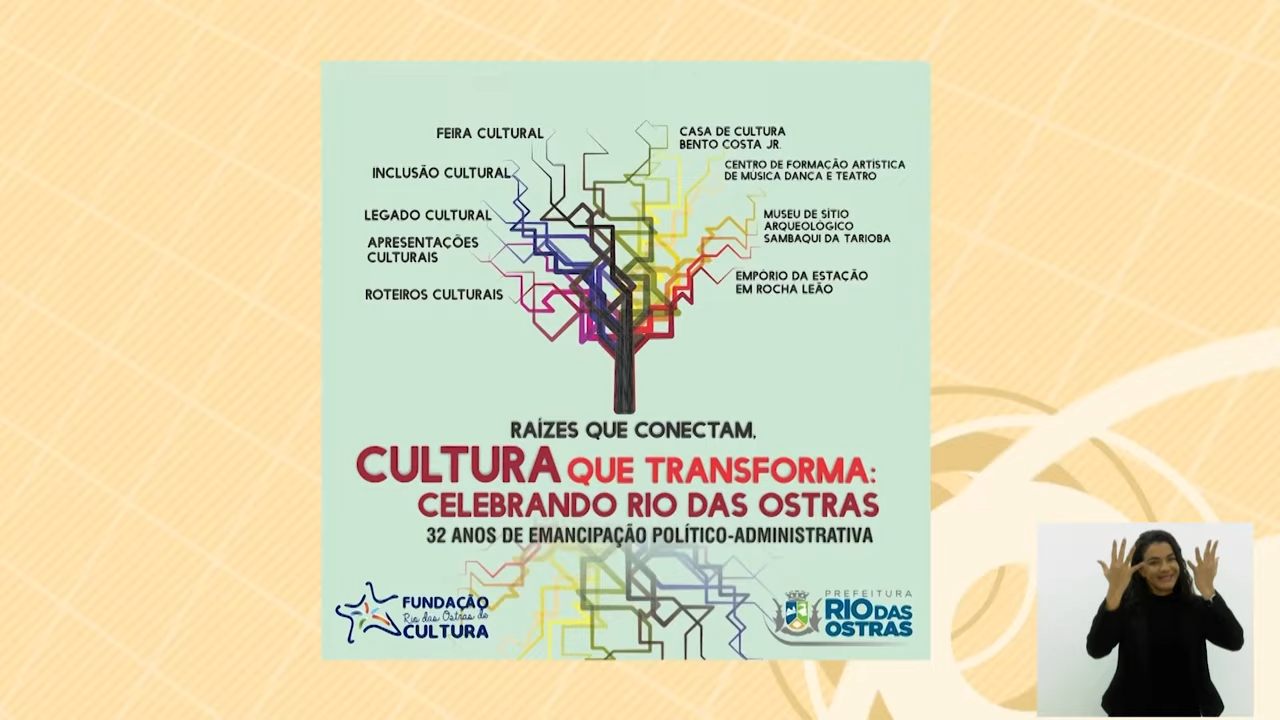 FEIRA CULTURAL
INCLUSÃO CULTURAL
LEGADO CULTURAL
APRESENTAÇÕES
CULTURAIS
ROTEIROS CULTURAIS
CASA DE CULTURA
BENTO COSTA JR.
CENTRO DE FORMAÇÃO ARTÍSTICA
DE MÚSICA DANÇA E TEATRO
MUSEU DE SÍTIO
ARQUEOLÓGICO
SAMBAQUI DA TARIOBA
EMPÓRIO DA ESTAÇÃO
EM ROCHA LEÃO
RAÍZES QUE CONECTAM,
CULTURA QUE TRANSFORMA:
CELEBRANDO RIO DAS OSTRAS
32 ANOS DE EMANCIPAÇÃO POLÍTICO-ADMINISTRATIVA
FUNDAÇÃO
Rio das Ostras de
CULTURA
PREFEITURA
RIO DAS
OSTRAS